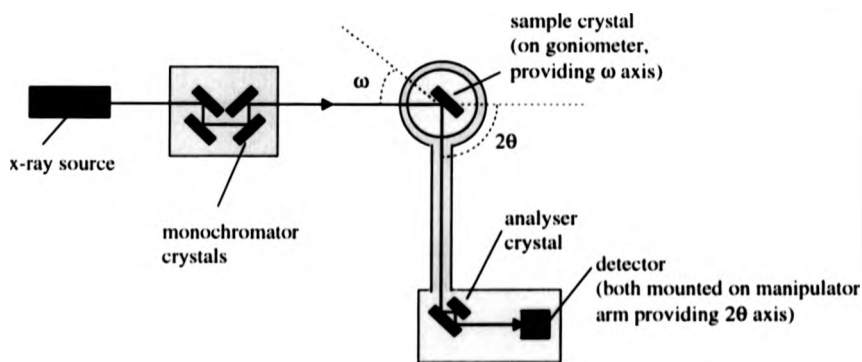 sample crystal
(on goniometer,
providing ω axis)
ω
2θ
x-ray source
monochromator
crystals
analyser
crystal
detector
(both mounted on manipulator
arm providing 2θ axis)